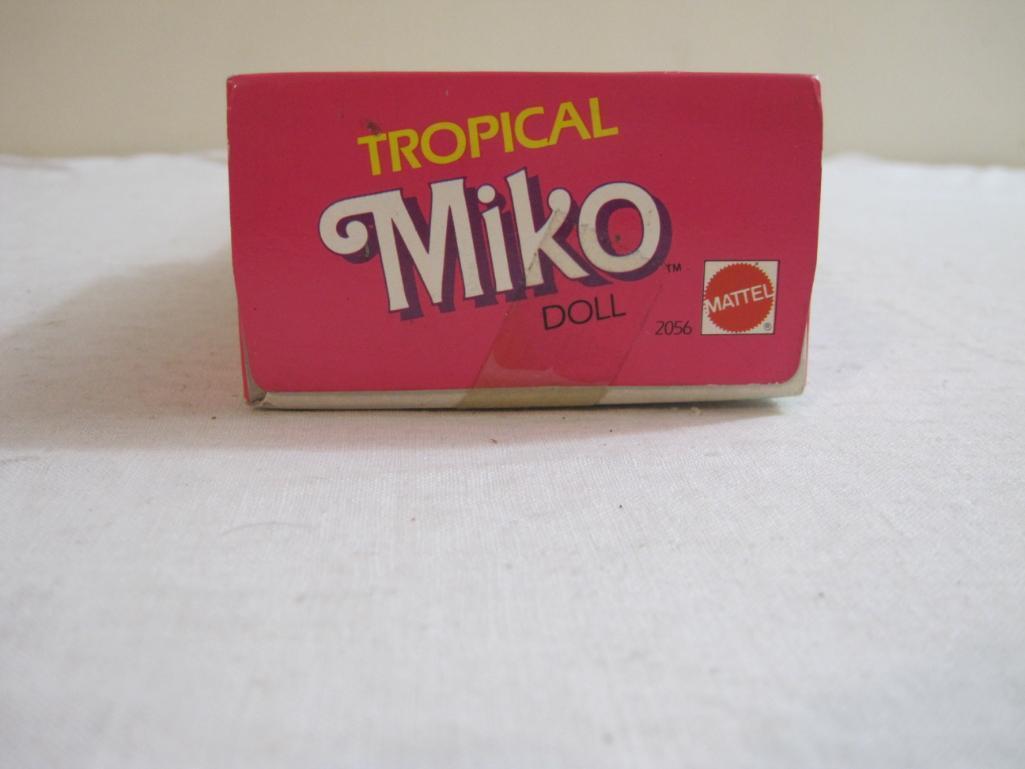 TROPICAL
Miko™
DOLL
2056
MATTEL®